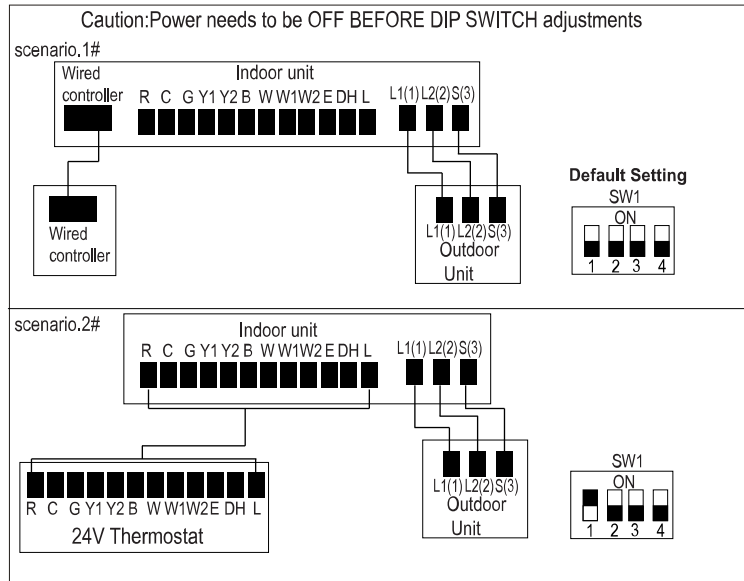 Caution:Power needs to be OFF BEFORE DIP SWITCH adjustments
scenario.1#
Wired
controller
Indoor unit
R C G Y1 Y2 B W W1W2 E DH L
L1(1) L2(2) S(3)
Wired
controller
L1(1) L2(2) S(3)
Outdoor
Unit
Default Setting
SW1
ON
1 2 3 4
scenario.2#
Indoor unit
R C G Y1 Y2 B W W1W2 E DH L
L1(1) L2(2) S(3)
R C G Y1 Y2 B W W1W2 E DH L
24V Thermostat
L1(1) L2(2) S(3)
Outdoor
Unit
SW1
ON
1 2 3 4